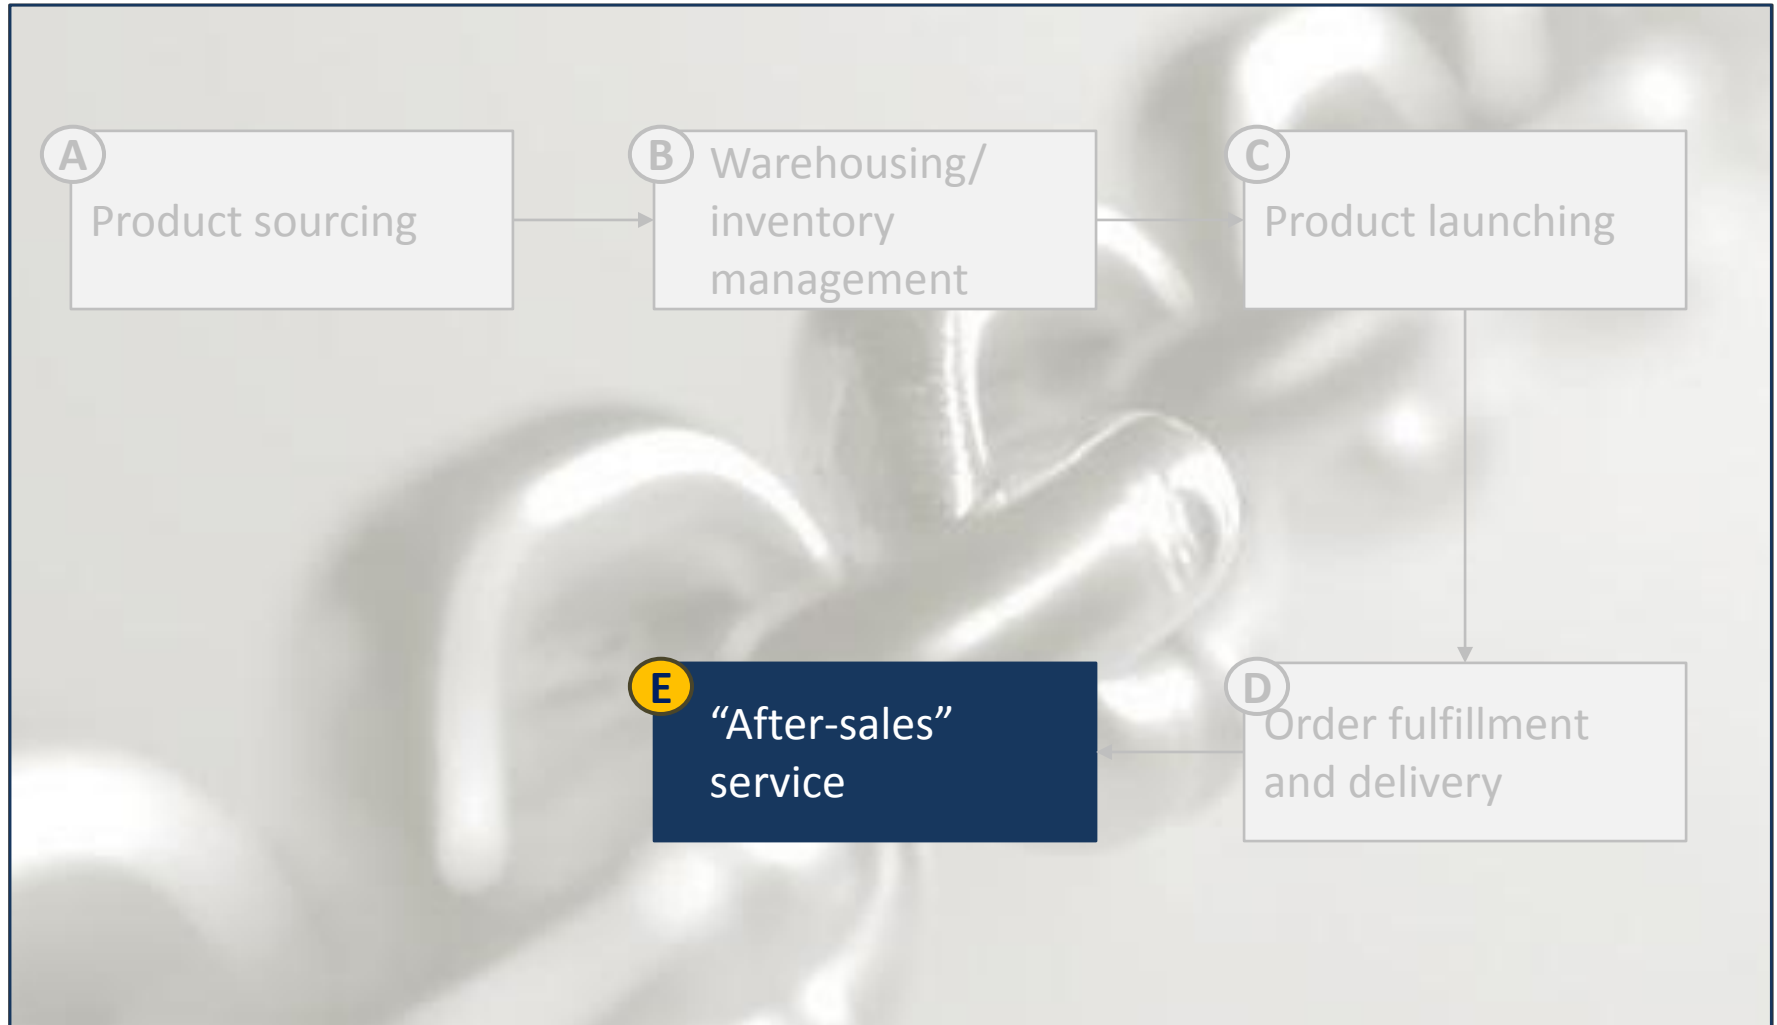 A
Product sourcing
B
Warehousing/
inventory
management
C
Product launching
D
Order fulfillment
and delivery
E
“After-sales”
service